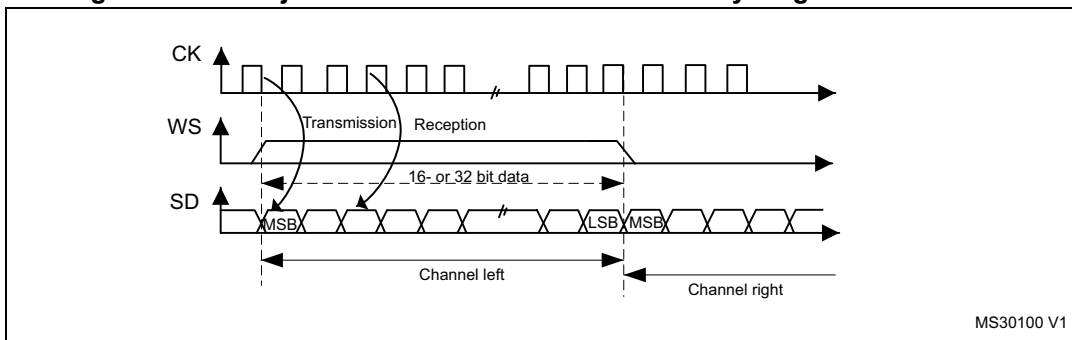 CK
Transmission
Reception
WS
16- or 32 bit data
SD
MSB
LSB
MSB
Channel left
Channel right
MS30100 V1